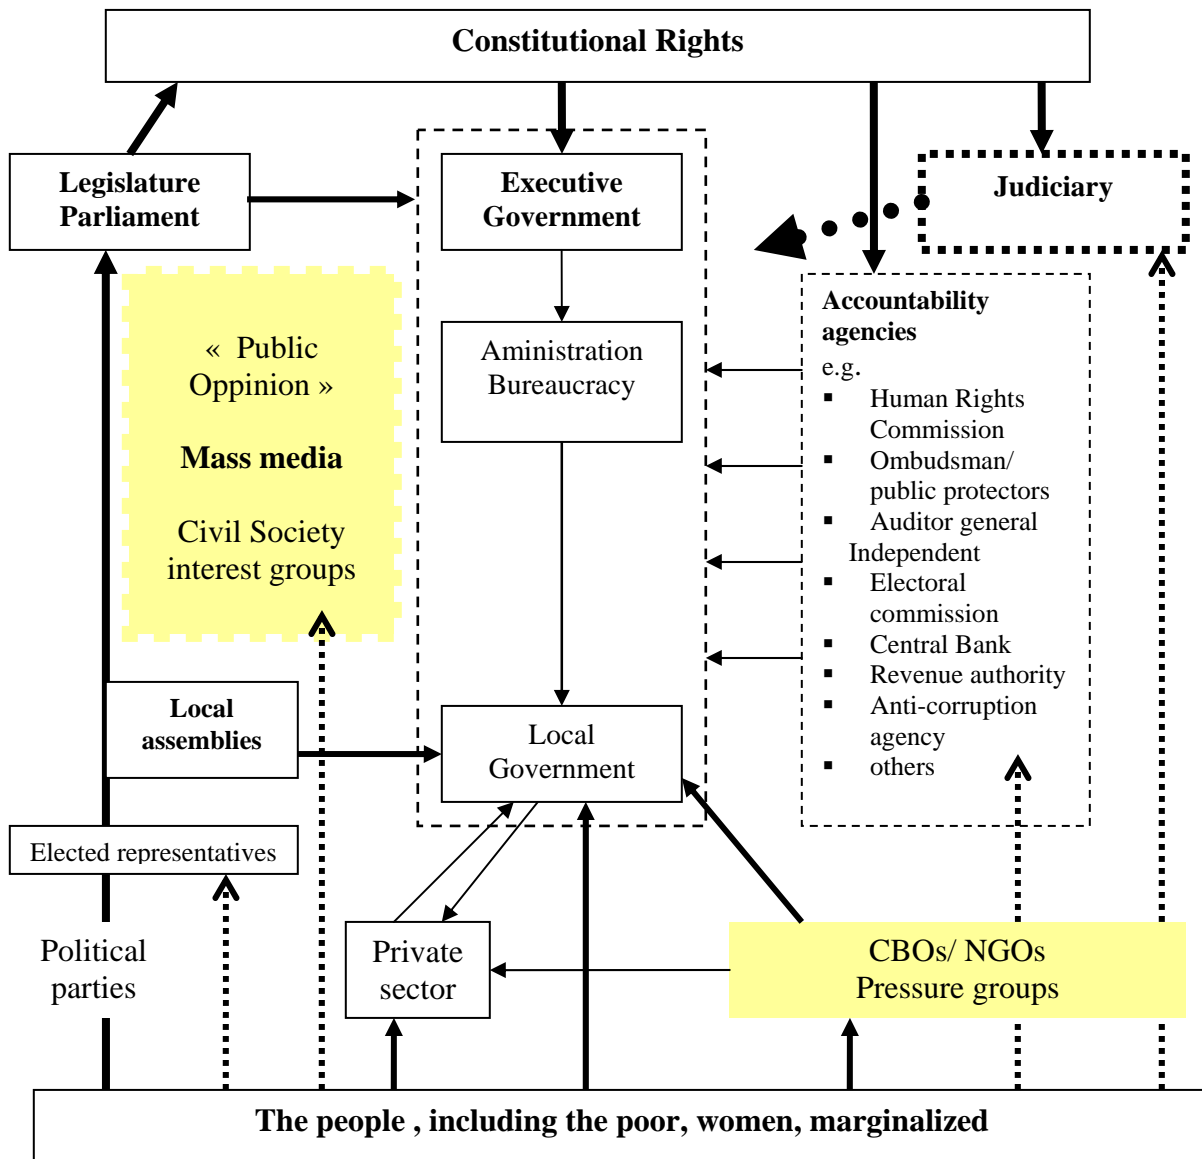 Constitutional Rights
Legislature
Parliament
Executive
Government
Judiciary
« Public
Oppinion »
Mass media
Civil Society
interest groups
Aministration
Bureaucracy
Accountability
agencies
e.g.
▪ Human Rights
Commission
▪ Ombudsman/
public protectors
▪ Auditor general
Independent
▪ Electoral
commission
▪ Central Bank
▪ Revenue authority
▪ Anti-corruption
agency
▪ others
Local
assemblies
Local
Government
Elected representatives
Political
parties
Private
sector
CBOs/ NGOs
Pressure groups
The people , including the poor, women, marginalized